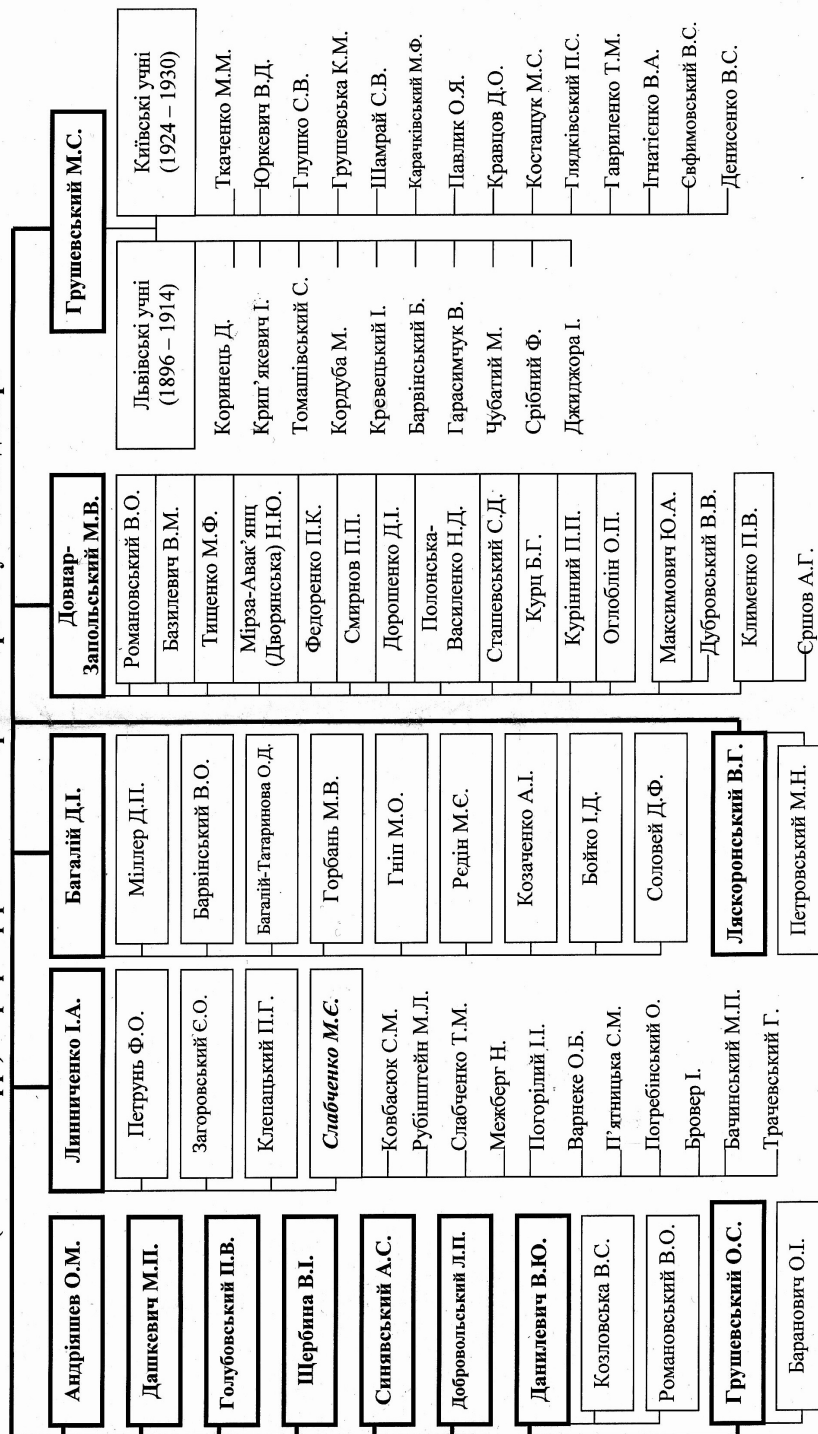 Андріяшев О.М.
Дашкевич М.П.
Голубовський П.В.
Щербина В.І.
Синявський А.С.
Добровольський Л.П.
Данилевич В.Ю.
Козловська В.С.
Романовський В.О.
Грушевський О.С.
Баранович О.І.
Линниченко І.А.
Петрунь Ф.О.
Загоровський Є.О.
Клепацький П.Г.
Слабченко М.Є.
Ковбасюк С.М.
Рубінштейн М.Л.
Слабченко Т.М.
Межберг Н.
Погорілий І.І.
Варнеке О.Б.
П’ятницька С.М.
Погребінський О.
Бровер І.
Бачинський М.П.
Трачевський Г.
Багалій Д.І.
Міллер Д.П.
Барвінський В.О.
Багалій-Татаринова О.Д.
Горбань М.В.
Гніп М.О.
Рєдін М.Є.
Козаченко А.І.
Бойко І.Д.
Соловей Д.Ф.
Ляскоронський В.Г.
Петровський М.Н.
Довнар-
Запольський М.В.
Романовський В.О.
Базилевич В.М.
Тищенко М.Ф.
Мірза-Авак’янц
(Дворянська) Н.Ю.
Федоренко П.К.
Смирнов П.П.
Дорошенко Д.І.
Полонська-
Василенко Н.Д.
Сташевський С.Д.
Курц Б.Г.
Курінний П.П.
Оглоблін О.П.
Максимович Ю.А.
Дубровський В.В.
Клименко П.В.
Єршов А.Г.
Грушевський М.С.
Львівські учні
(1896 – 1914)
Коринець Д.
Крип’якевич І.
Томашівський С.
Кордуба М.
Кревецький І.
Барвінський Б.
Гарасимчук В.
Чубатий М.
Срібний Ф.
Джиджора І.
Київські учні
(1924 – 1930)
Ткаченко М.М.
Юркевич В.Д.
Глушко С.В.
Грушевська К.М.
Шамрай С.В.
Карачківський М.Ф.
Павлик О.Я.
Кравцов Д.О.
Костащук М.С.
Глядківський П.С.
Гавриленко Т.М.
Ігнатієнко В.А.
Євфимовський В.С.
Денисенко В.С.